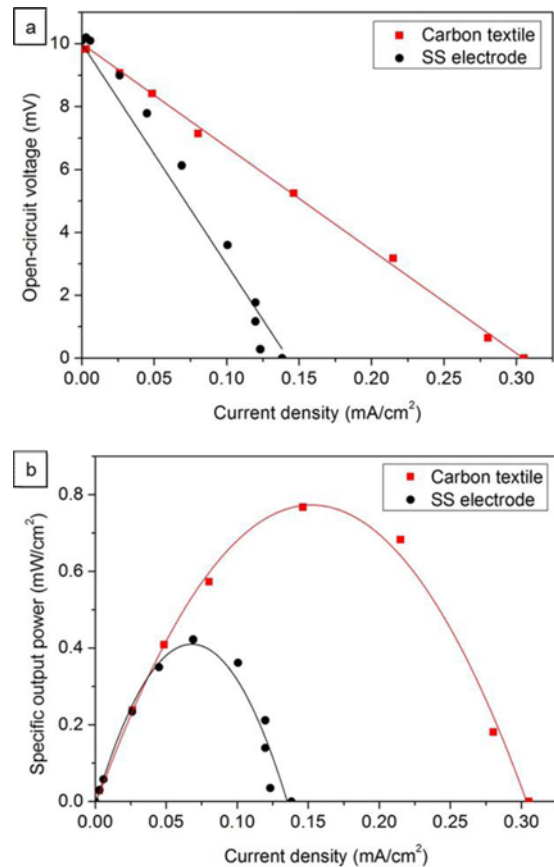 a
Carbon textile
SS electrode
10
8
6
4
2
0
Open-circuit voltage (mV)
0.00 0.05 0.10 0.15 0.20 0.25 0.30
Current density (mA/cm²)
b
Carbon textile
SS electrode
0.8
0.6
0.4
0.2
0.0
Specific output power (mW/cm²)
0.00 0.05 0.10 0.15 0.20 0.25 0.30
Current density (mA/cm²)